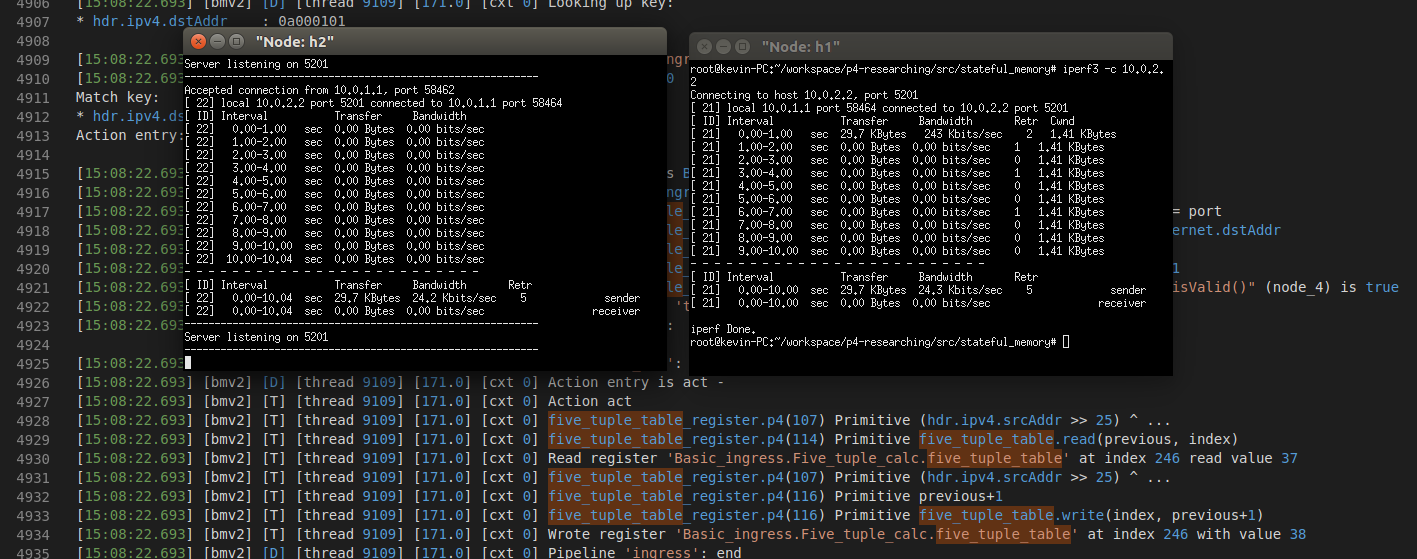 4906 [15:08:22.693] [bmv2] [D] [thread 9109] [171.0] [cxt 0] Looking up key:
4907 * hdr.ipv4.dstAddr : 0a000101
4908
4909 [15:08:22.693]
4910 [15:08:22.693] 0
4911 Match key:
4912 * hdr.ipv4.ds
4913 Action entry:
4914
4915 [15:08:22.693] s B
4916 [15:08:22.693]
4917 [15:08:22.693] = port
4918 [15:08:22.693] ernet.dstAddr
4919 [15:08:22.693]
4920 [15:08:22.693] 1
4921 [15:08:22.693] isValid()" (node_4) is true
4922 [15:08:22.693] 't
4923 [15:08:22.693] :
4924
4925 [15:08:22.693] ':
4926 [15:08:22.693] [bmv2] [D] [thread 9109] [171.0] [cxt 0] Action entry is act -
4927 [15:08:22.693] [bmv2] [T] [thread 9109] [171.0] [cxt 0] Action act
4928 [15:08:22.693] [bmv2] [T] [thread 9109] [171.0] [cxt 0] five_tuple_table_register.p4(107) Primitive (hdr.ipv4.srcAddr >> 25) ^ ...
4929 [15:08:22.693] [bmv2] [T] [thread 9109] [171.0] [cxt 0] five_tuple_table_register.p4(114) Primitive five_tuple_table.read(previous, index)
4930 [15:08:22.693] [bmv2] [T] [thread 9109] [171.0] [cxt 0] Read register 'Basic_ingress.Five_tuple_calc.five_tuple_table' at index 246 read value 37
4931 [15:08:22.693] [bmv2] [T] [thread 9109] [171.0] [cxt 0] five_tuple_table_register.p4(107) Primitive (hdr.ipv4.srcAddr >> 25) ^ ...
4932 [15:08:22.693] [bmv2] [T] [thread 9109] [171.0] [cxt 0] five_tuple_table_register.p4(116) Primitive previous+1
4933 [15:08:22.693] [bmv2] [T] [thread 9109] [171.0] [cxt 0] five_tuple_table_register.p4(116) Primitive five_tuple_table.write(index, previous+1)
4934 [15:08:22.693] [bmv2] [T] [thread 9109] [171.0] [cxt 0] Wrote register 'Basic_ingress.Five_tuple_calc.five_tuple_table' at index 246 with value 38
4935 [15:08:22.693] [bmv2] [D] [thread 9109] [171.0] [cxt 0] Pipeline 'ingress': end
"Node: h2"
Server listening on 5201
-----------------------------------------------------------
Accepted connection from 10.0.1.1, port 58462
[ 22] local 10.0.2.2 port 5201 connected to 10.0.1.1 port 58464
[ ID] Interval Transfer Bandwidth
[ 22] 0.00-1.00 sec 0.00 Bytes 0.00 bits/sec
[ 22] 1.00-2.00 sec 0.00 Bytes 0.00 bits/sec
[ 22] 2.00-3.00 sec 0.00 Bytes 0.00 bits/sec
[ 22] 3.00-4.00 sec 0.00 Bytes 0.00 bits/sec
[ 22] 4.00-5.00 sec 0.00 Bytes 0.00 bits/sec
[ 22] 5.00-6.00 sec 0.00 Bytes 0.00 bits/sec
[ 22] 6.00-7.00 sec 0.00 Bytes 0.00 bits/sec
[ 22] 7.00-8.00 sec 0.00 Bytes 0.00 bits/sec
[ 22] 8.00-9.00 sec 0.00 Bytes 0.00 bits/sec
[ 22] 9.00-10.00 sec 0.00 Bytes 0.00 bits/sec
[ 22] 10.00-10.04 sec 0.00 Bytes 0.00 bits/sec
- - - - - - - - - - - - - - - - - - - - - - - - -
[ ID] Interval Transfer Bandwidth Retr
[ 22] 0.00-10.04 sec 29.7 KBytes 24.2 Kbits/sec 5 sender
[ 22] 0.00-10.04 sec 0.00 Bytes 0.00 bits/sec receiver
-----------------------------------------------------------
Server listening on 5201
-----------------------------------------------------------
"Node: h1"
root@kevin-PC:~/workspace/p4-researching/src/stateful_memory# iperf3 -c 10.0.2.
2
Connecting to host 10.0.2.2, port 5201
[ 21] local 10.0.1.1 port 58464 connected to 10.0.2.2 port 5201
[ ID] Interval Transfer Bandwidth Retr Cwnd
[ 21] 0.00-1.00 sec 29.7 KBytes 243 Kbits/sec 2 1.41 KBytes
[ 21] 1.00-2.00 sec 0.00 Bytes 0.00 bits/sec 1 1.41 KBytes
[ 21] 2.00-3.00 sec 0.00 Bytes 0.00 bits/sec 0 1.41 KBytes
[ 21] 3.00-4.00 sec 0.00 Bytes 0.00 bits/sec 1 1.41 KBytes
[ 21] 4.00-5.00 sec 0.00 Bytes 0.00 bits/sec 0 1.41 KBytes
[ 21] 5.00-6.00 sec 0.00 Bytes 0.00 bits/sec 0 1.41 KBytes
[ 21] 6.00-7.00 sec 0.00 Bytes 0.00 bits/sec 1 1.41 KBytes
[ 21] 7.00-8.00 sec 0.00 Bytes 0.00 bits/sec 0 1.41 KBytes
[ 21] 8.00-9.00 sec 0.00 Bytes 0.00 bits/sec 0 1.41 KBytes
[ 21] 9.00-10.00 sec 0.00 Bytes 0.00 bits/sec 0 1.41 KBytes
- - - - - - - - - - - - - - - - - - - - - - - - -
[ ID] Interval Transfer Bandwidth Retr
[ 21] 0.00-10.00 sec 29.7 KBytes 24.3 Kbits/sec 5 sender
[ 21] 0.00-10.00 sec 0.00 Bytes 0.00 bits/sec receiver

iperf Done.
root@kevin-PC:~/workspace/p4-researching/src/stateful_memory#